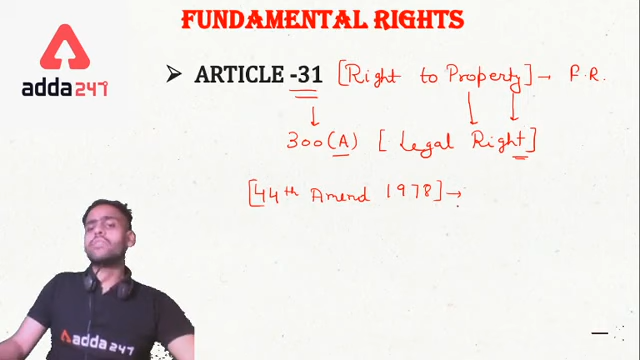 FUNDAMENTAL RIGHTS
adda247
➤ ARTICLE -31 [Right to Property] → F.R.
300(A) [Legal Right]
[44th Amend 1978] →
adda247